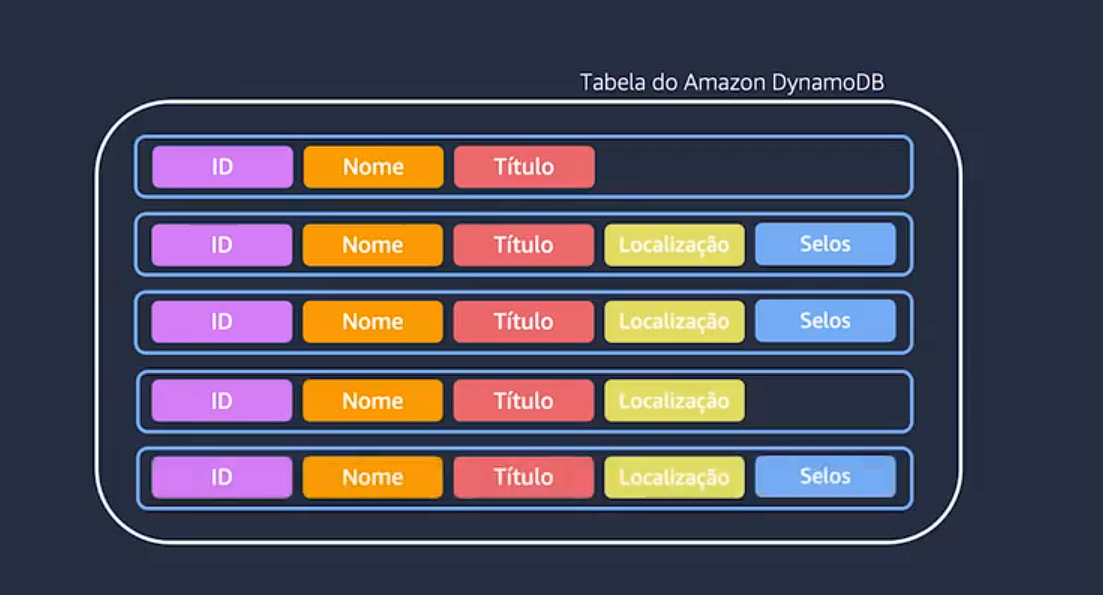 Tabela do Amazon DynamoDB
ID Nome Título
ID Nome Título Localização Selos
ID Nome Título Localização Selos
ID Nome Título Localização
ID Nome Título Localização Selos